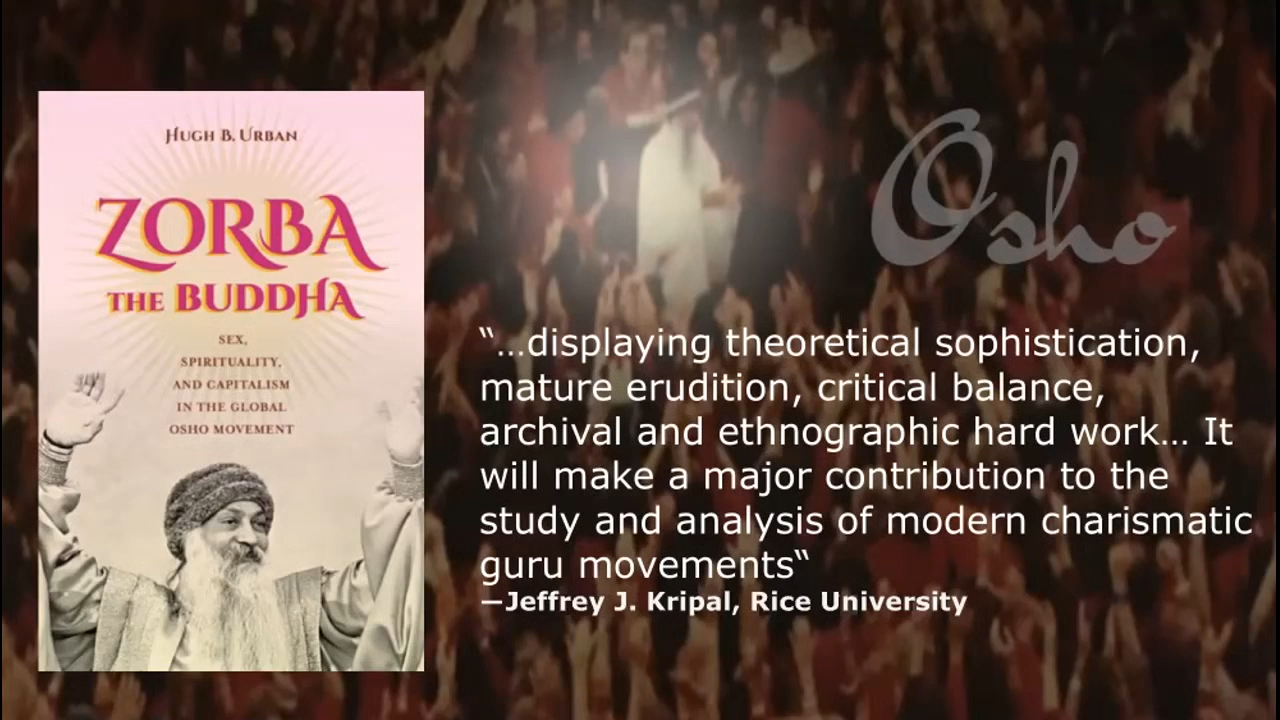 HUGH B. URBAN
ZORBA
THE BUDDHA
SEX,
SPIRITUALITY,
AND CAPITALISM
IN THE GLOBAL
OSHO MOVEMENT
Osho
“…displaying theoretical sophistication,
mature erudition, critical balance,
archival and ethnographic hard work… It
will make a major contribution to the
study and analysis of modern charismatic
guru movements“
—Jeffrey J. Kripal, Rice University